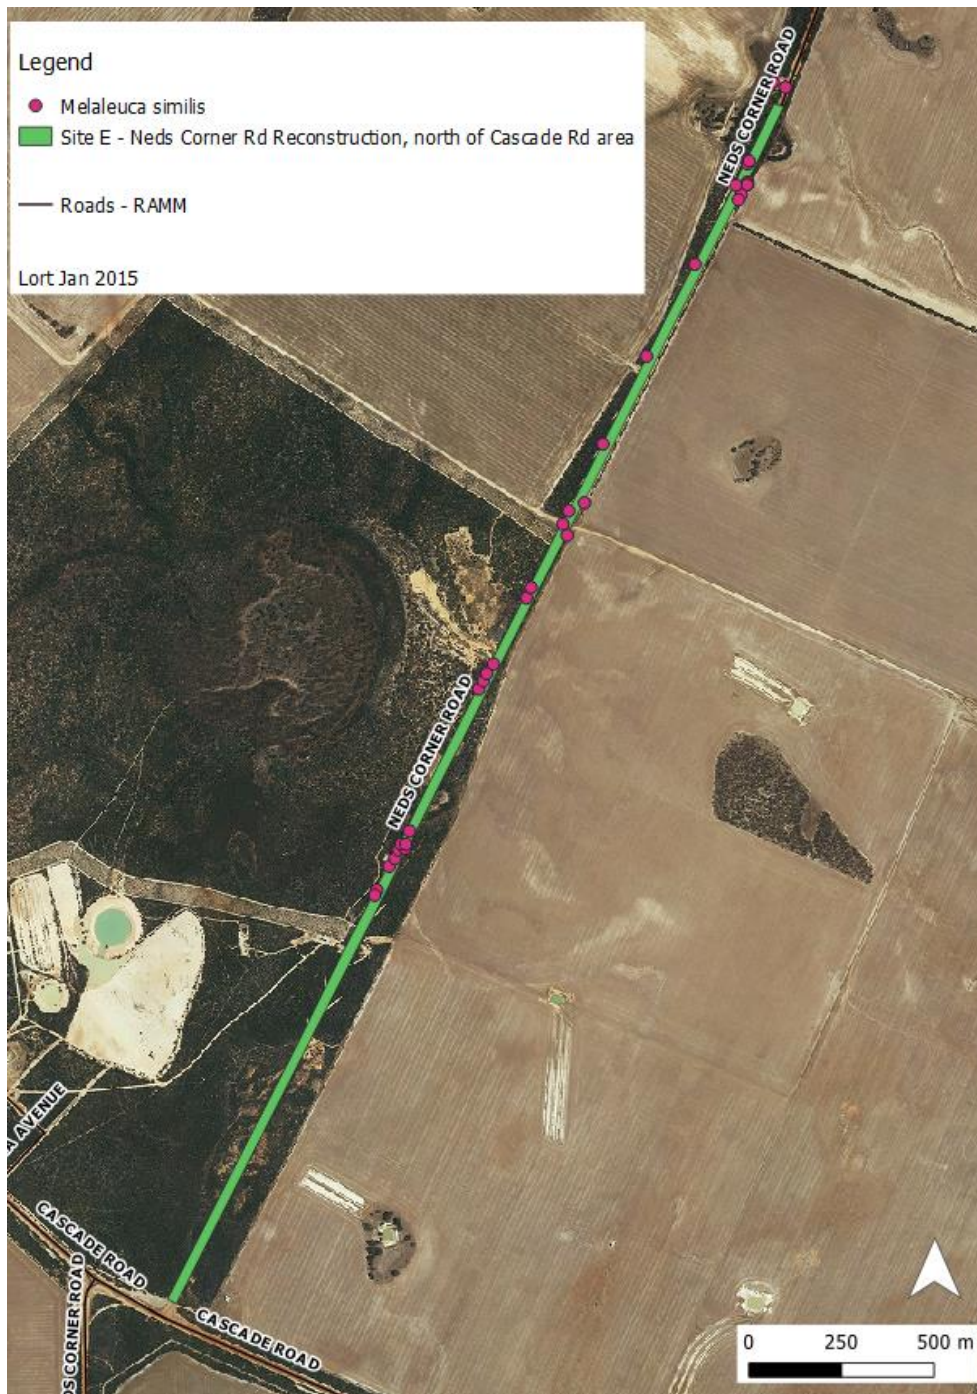 Legend
Melaleuca similis
Site E - Neds Corner Rd Reconstruction, north of Cascade Rd area
Roads - RAMM
Lort Jan 2015
NEDS CORNER ROAD
NEDS CORNER ROAD
A AVENUE
CASCADE ROAD
DS CORNER ROAD
CASCADE ROAD
0 250 500 m